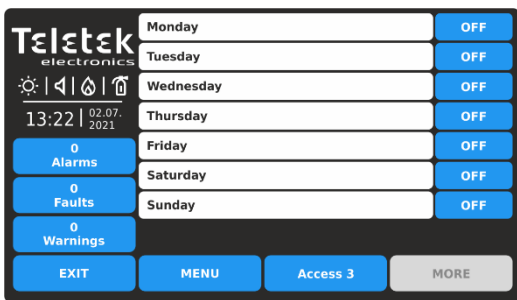 Teletek
electronics
13:22 02.07.
2021
0
Alarms
0
Faults
0
Warnings
Monday OFF
Tuesday OFF
Wednesday OFF
Thursday OFF
Friday OFF
Saturday OFF
Sunday OFF
EXIT MENU Access 3 MORE